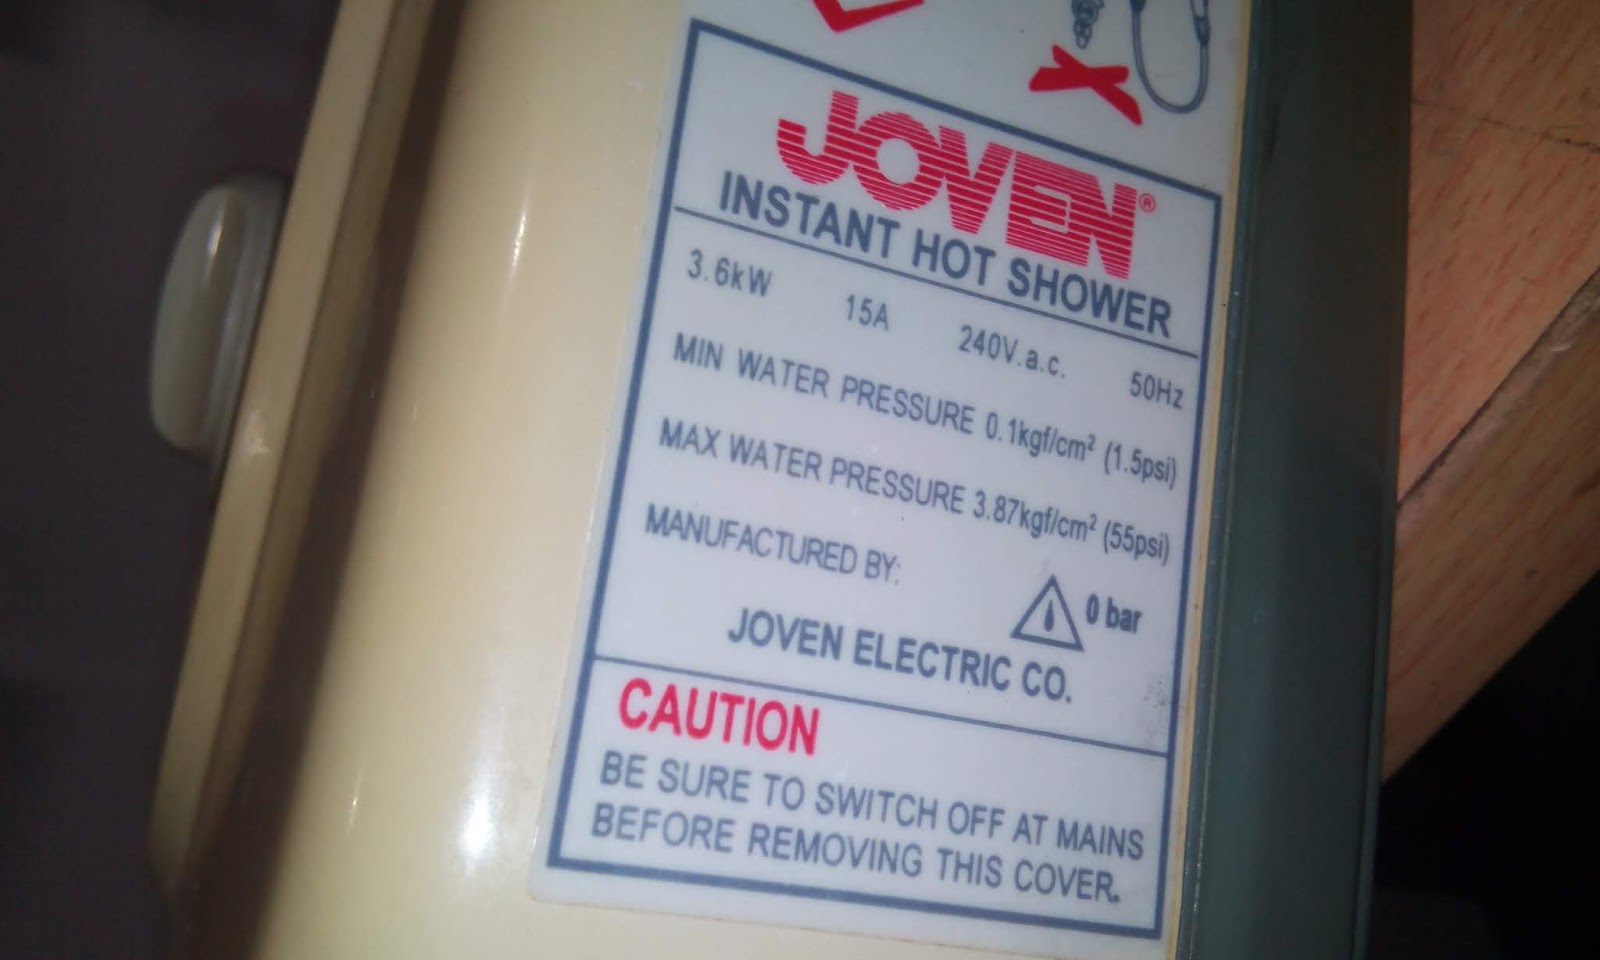 JOVEN®
INSTANT HOT SHOWER
3.6kW 15A 240V.a.c. 50Hz
MIN WATER PRESSURE 0.1kgf/cm² (1.5psi)
MAX WATER PRESSURE 3.87kgf/cm² (55psi)
MANUFACTURED BY:
0 bar
JOVEN ELECTRIC CO.
CAUTION
BE SURE TO SWITCH OFF AT MAINS
BEFORE REMOVING THIS COVER.